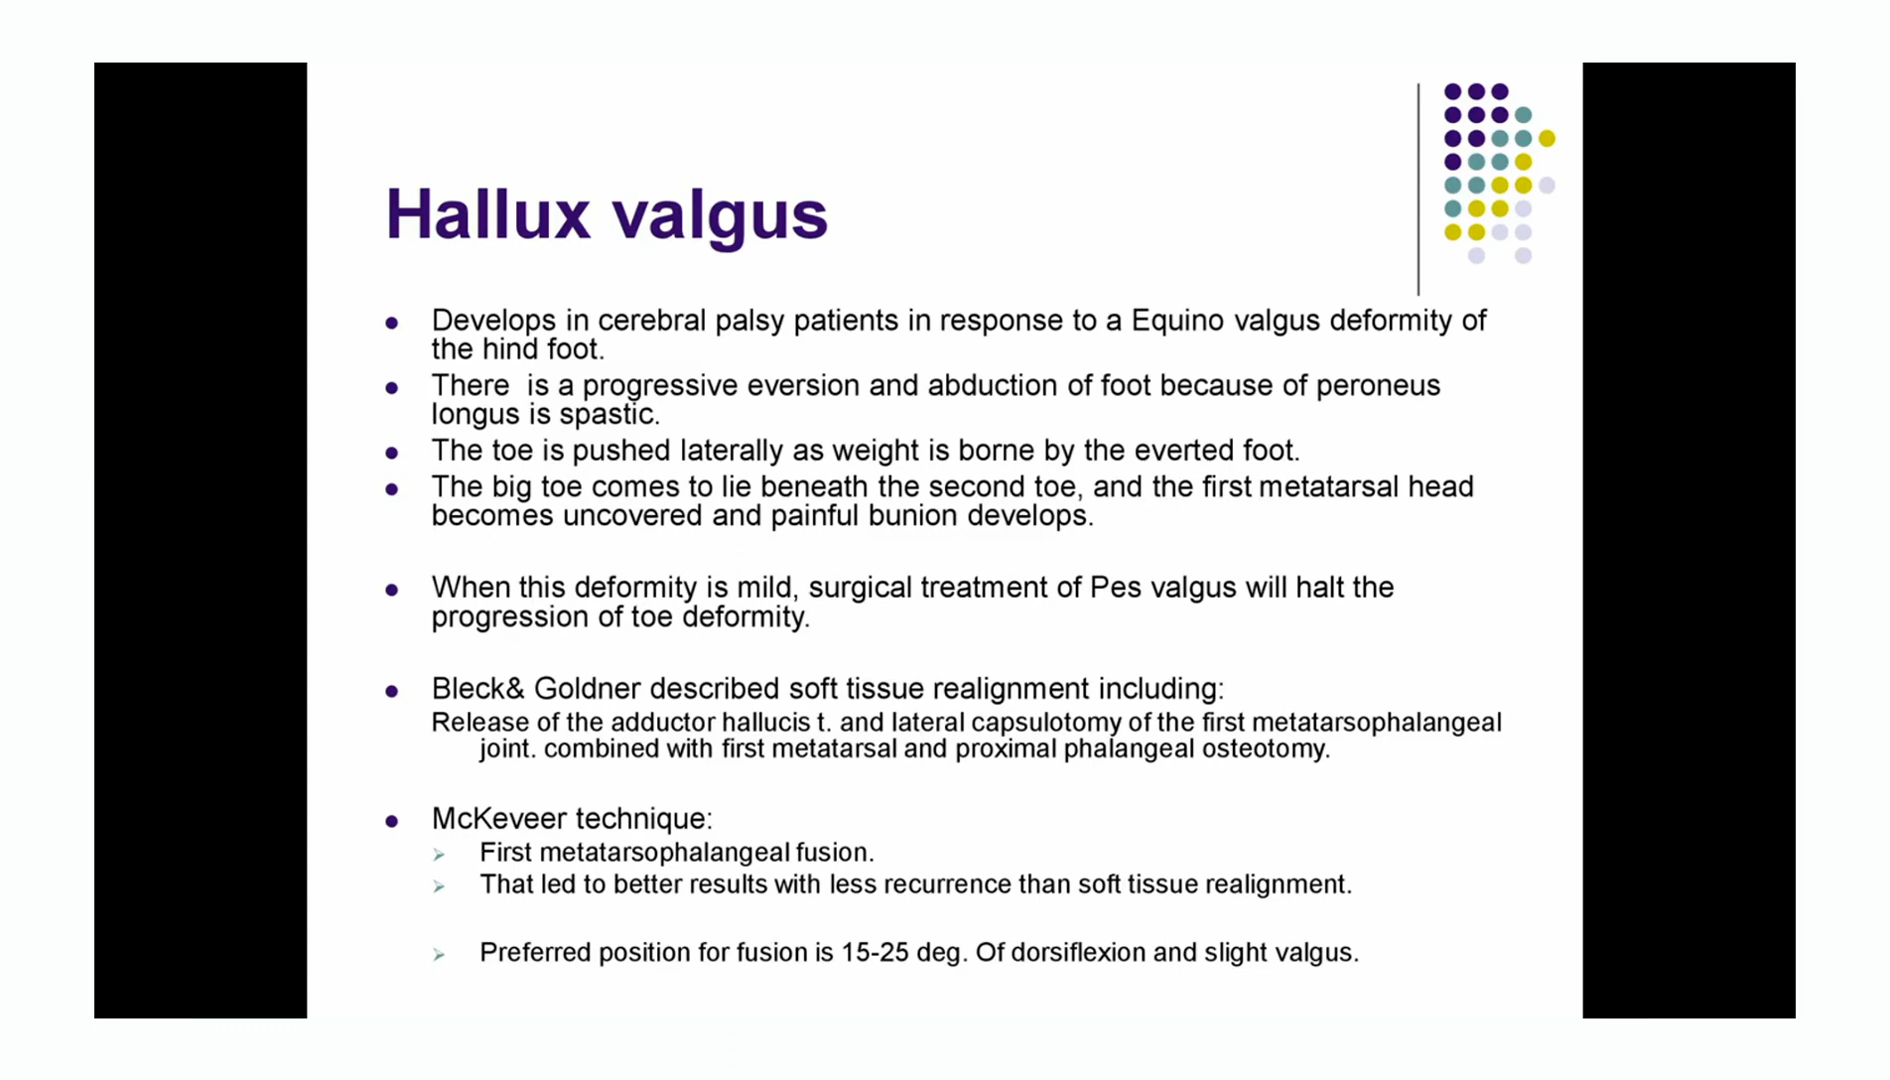 Hallux valgus
Develops in cerebral palsy patients in response to a Equino valgus deformity of
the hind foot.
There  is a progressive eversion and abduction of foot because of peroneus
longus is spastic.
The toe is pushed laterally as weight is borne by the everted foot.
The big toe comes to lie beneath the second toe, and the first metatarsal head
becomes uncovered and painful bunion develops.
When this deformity is mild, surgical treatment of Pes valgus will halt the
progression of toe deformity.
Bleck& Goldner described soft tissue realignment including:
Release of the adductor hallucis t. and lateral capsulotomy of the first metatarsophalangeal
joint. combined with first metatarsal and proximal phalangeal osteotomy.
McKeveer technique:
First metatarsophalangeal fusion.
That led to better results with less recurrence than soft tissue realignment.
Preferred position for fusion is 15-25 deg. Of dorsiflexion and slight valgus.